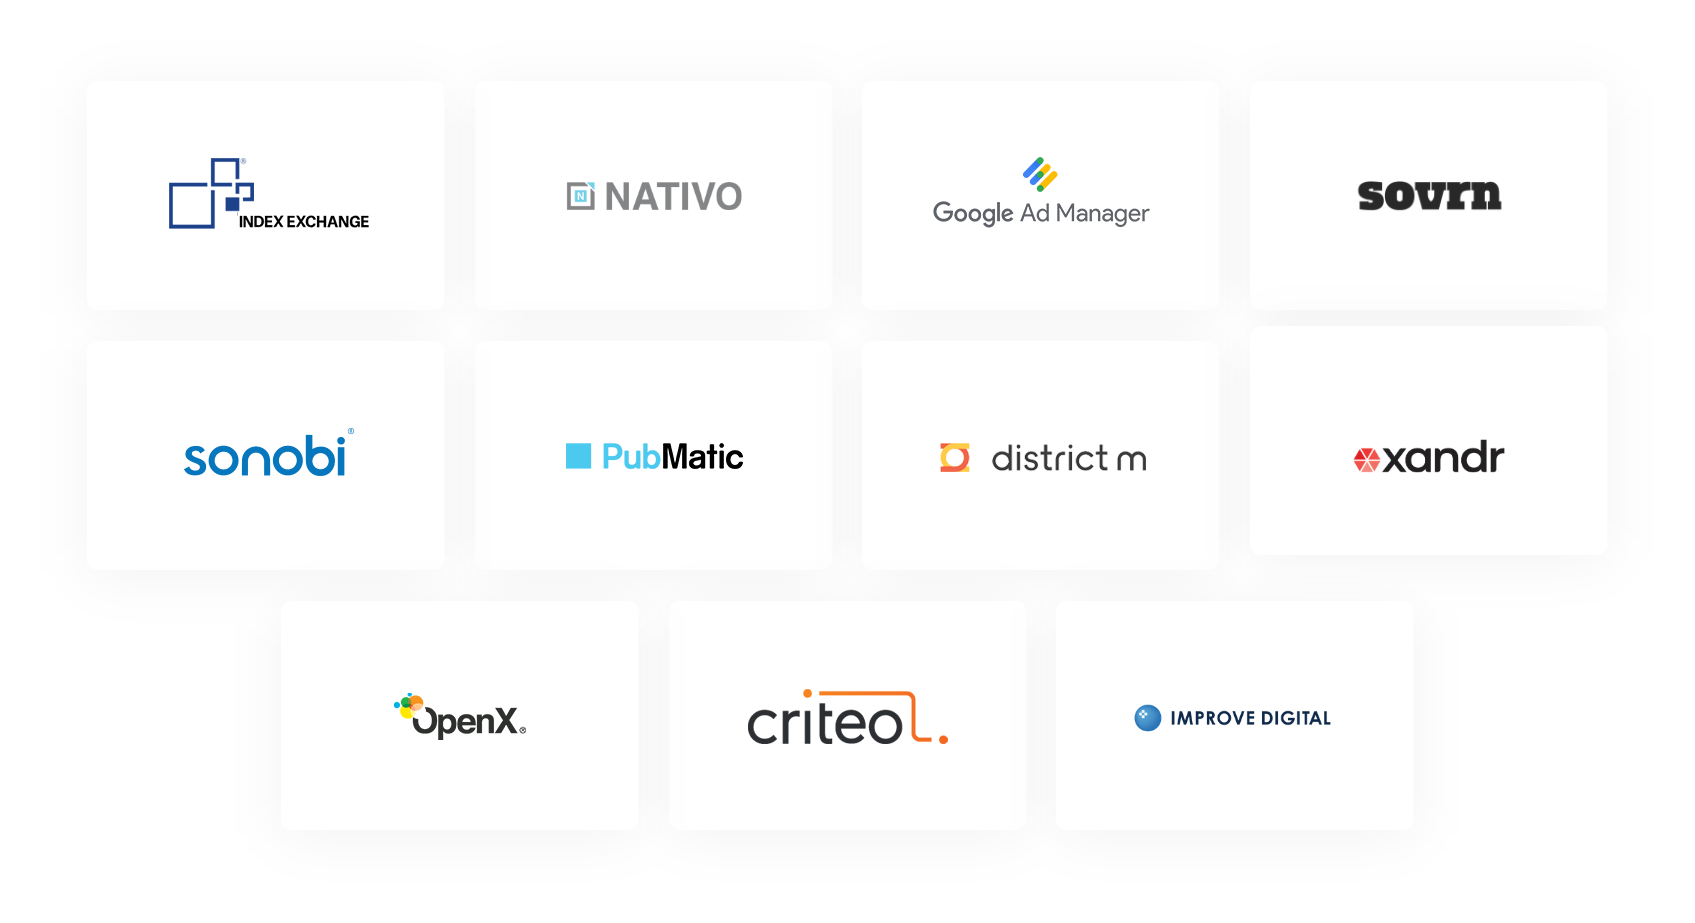 INDEX EXCHANGE
®
N NATIVO
Google Ad Manager
sovrn
sonobi®
PubMatic
district m
xandr
OpenX®
criteo
IMPROVE DIGITAL